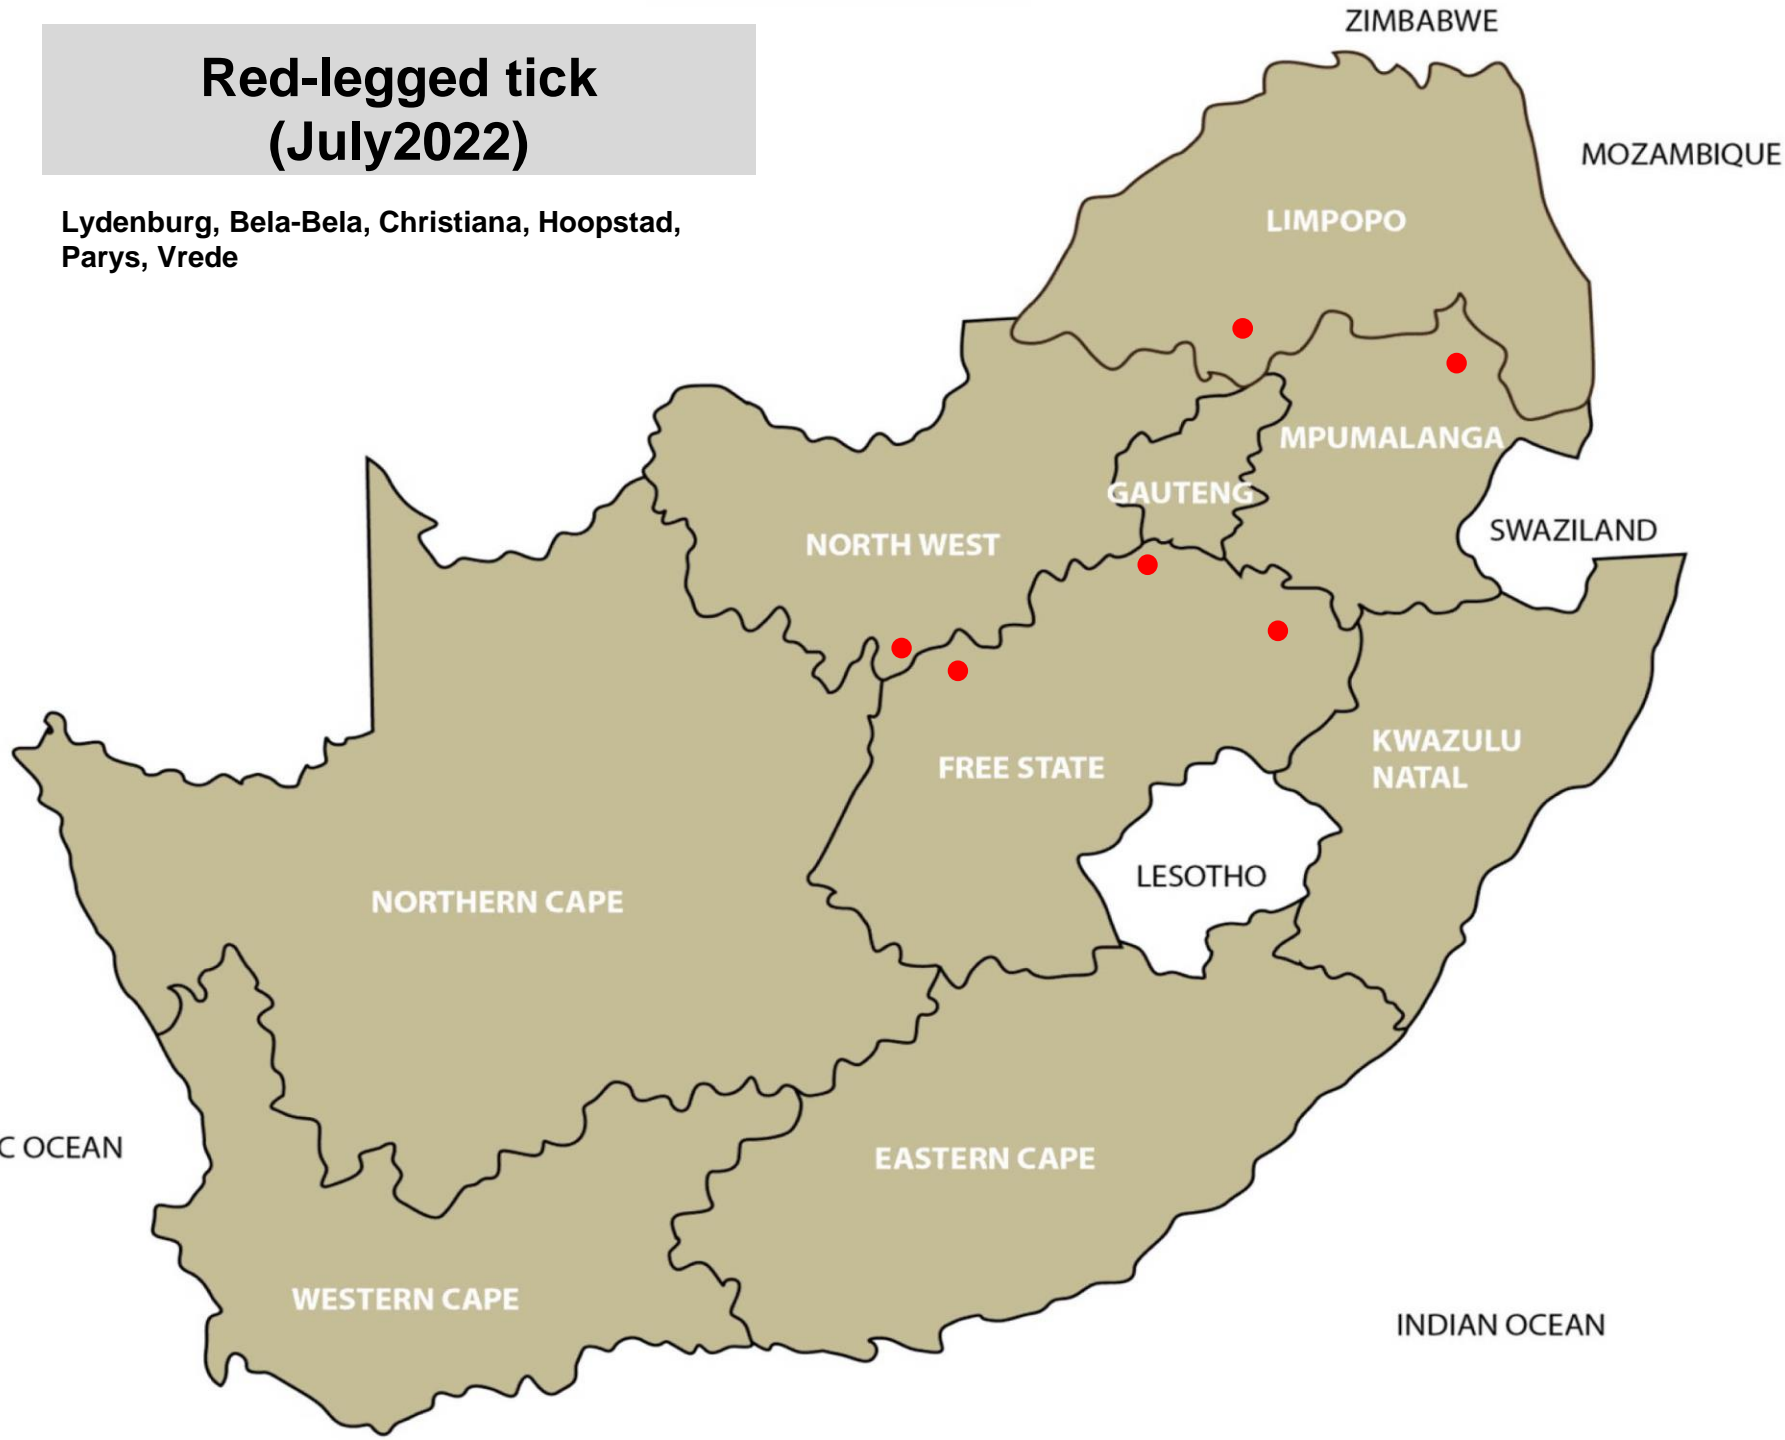 ZIMBABWE
Red-legged tick
(July2022)
MOZAMBIQUE
Lydenburg, Bela-Bela, Christiana, Hoopstad,
Parys, Vrede
LIMPOPO
MPUMALANGA
GAUTENG
SWAZILAND
NORTH WEST
KWAZULU
NATAL
FREE STATE
LESOTHO
NORTHERN CAPE
C OCEAN
EASTERN CAPE
WESTERN CAPE
INDIAN OCEAN